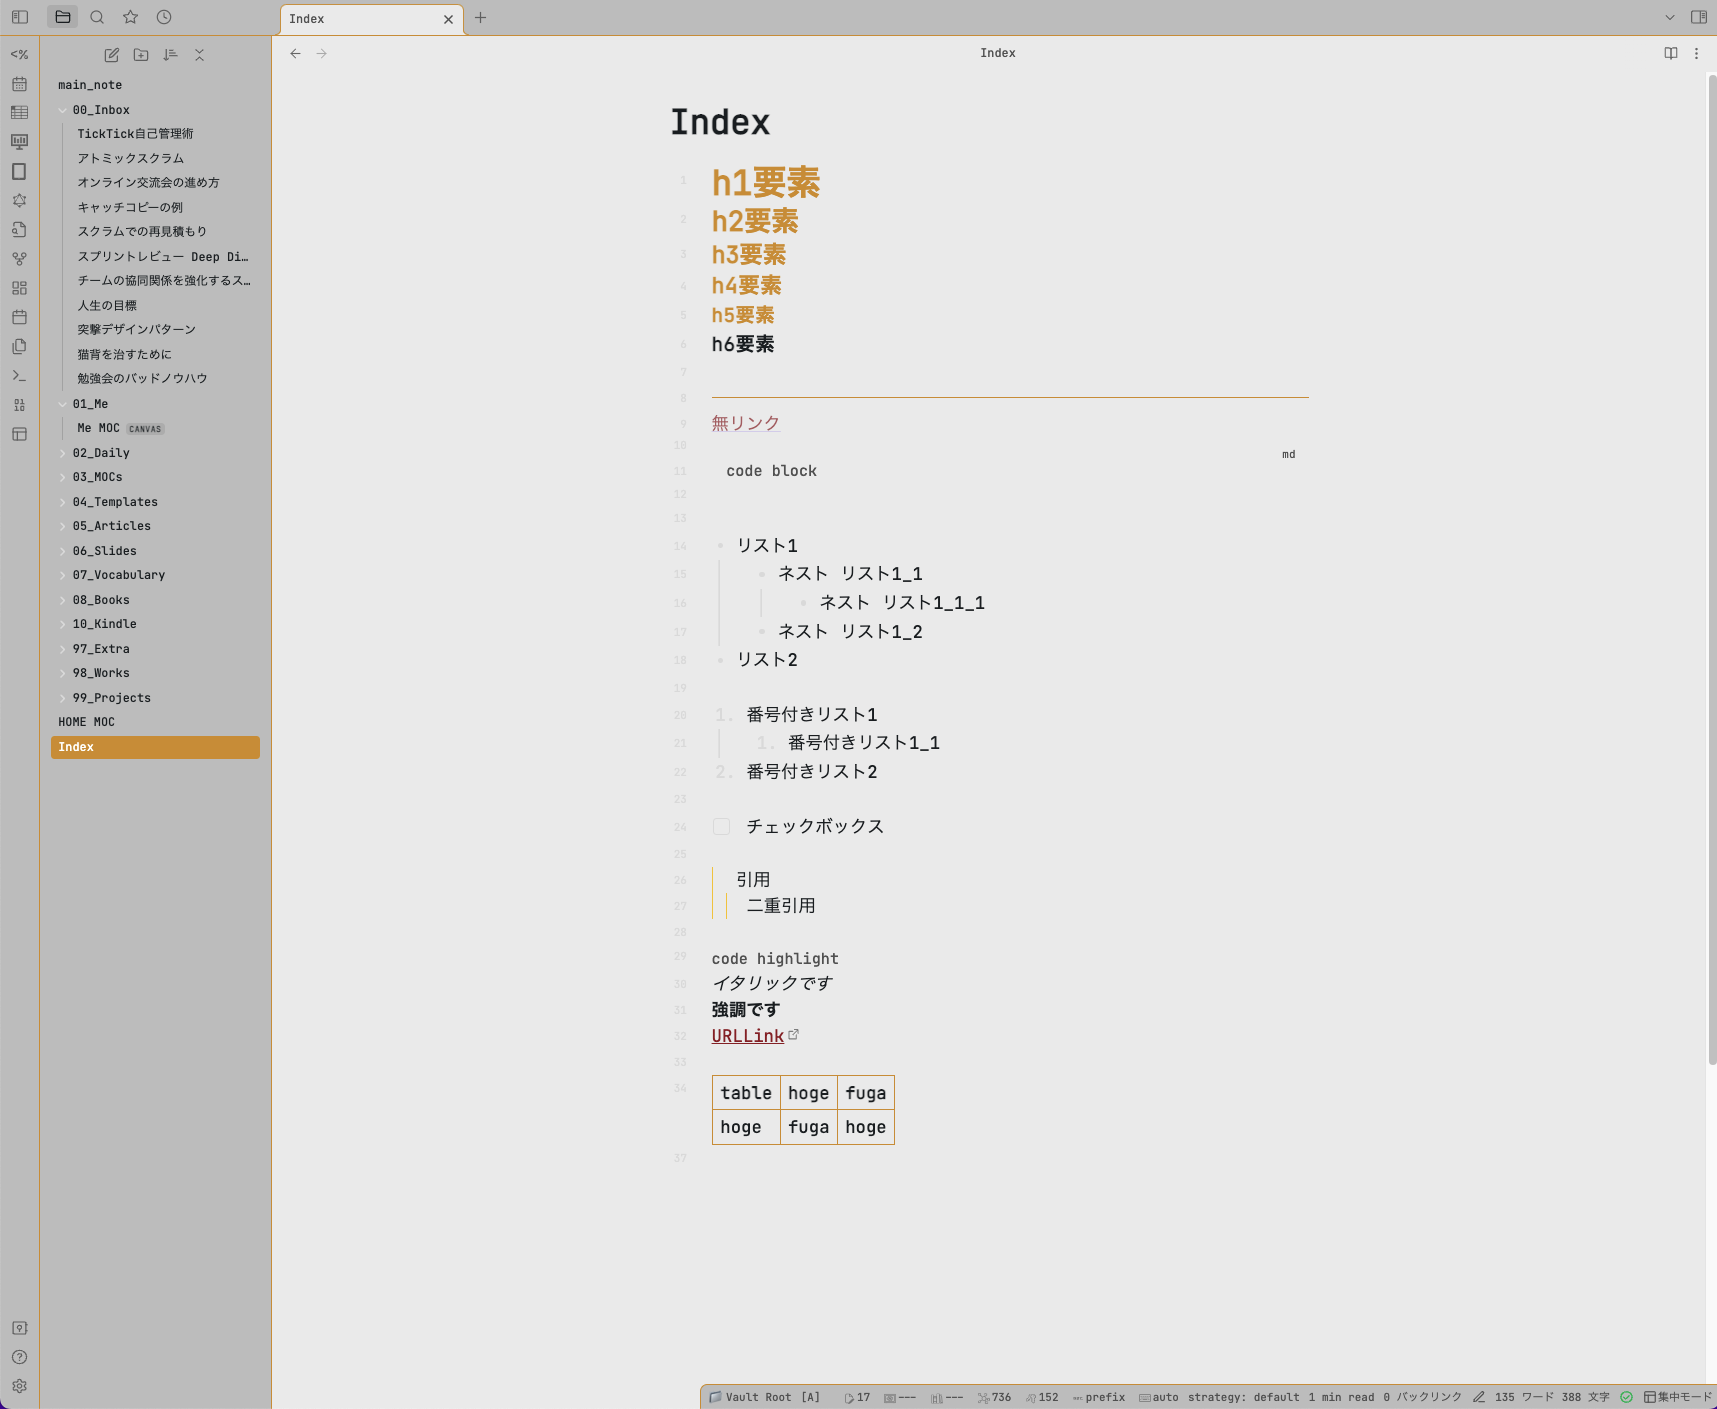 Index
<%
main_note
00_Inbox
TickTick自己管理術
アトミックスクラム
オンライン交流会の進め方
キャッチコピーの例
スクラムでの再見積もり
スプリントレビュー Deep Di…
チームの協同関係を強化するス…
人生の目標
突撃デザインパターン
猫背を治すために
勉強会のバッドノウハウ
01_Me
Me MOC CANVAS
02_Daily
03_MOCs
04_Templates
05_Articles
06_Slides
07_Vocabulary
08_Books
10_Kindle
97_Extra
98_Works
99_Projects
HOME MOC
Index
Index
Index
1 h1要素
2 h2要素
3 h3要素
4 h4要素
5 h5要素
6 h6要素
7
8
9 無リンク
10
md
11 code block
12
13
14 リスト1
15 ネスト リスト1_1
16 ネスト リスト1_1_1
17 ネスト リスト1_2
18 リスト2
19
20 1. 番号付きリスト1
21 1. 番号付きリスト1_1
22 2. 番号付きリスト2
23
24 チェックボックス
25
26 引用
27 二重引用
28
29 code highlight
30 イタリックです
31 強調です
32 URLLink
33
34 table hoge fuga
hoge fuga hoge
37
Vault Root [A] 17 --- --- 736 152 prefix auto strategy: default 1 min read 0 バックリンク 135 ワード 388 文字 集中モード